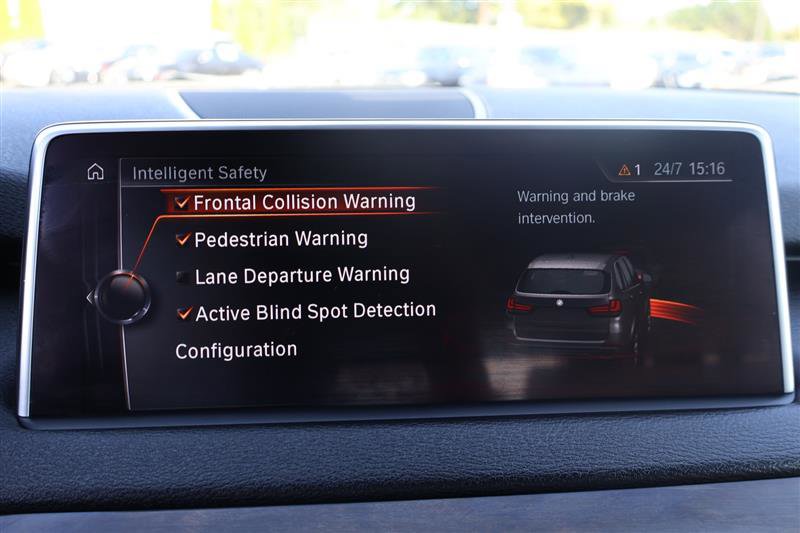 Intelligent Safety
1 24/7 15:16
Frontal Collision Warning
Pedestrian Warning
Lane Departure Warning
Active Blind Spot Detection
Configuration
Warning and brake
intervention.